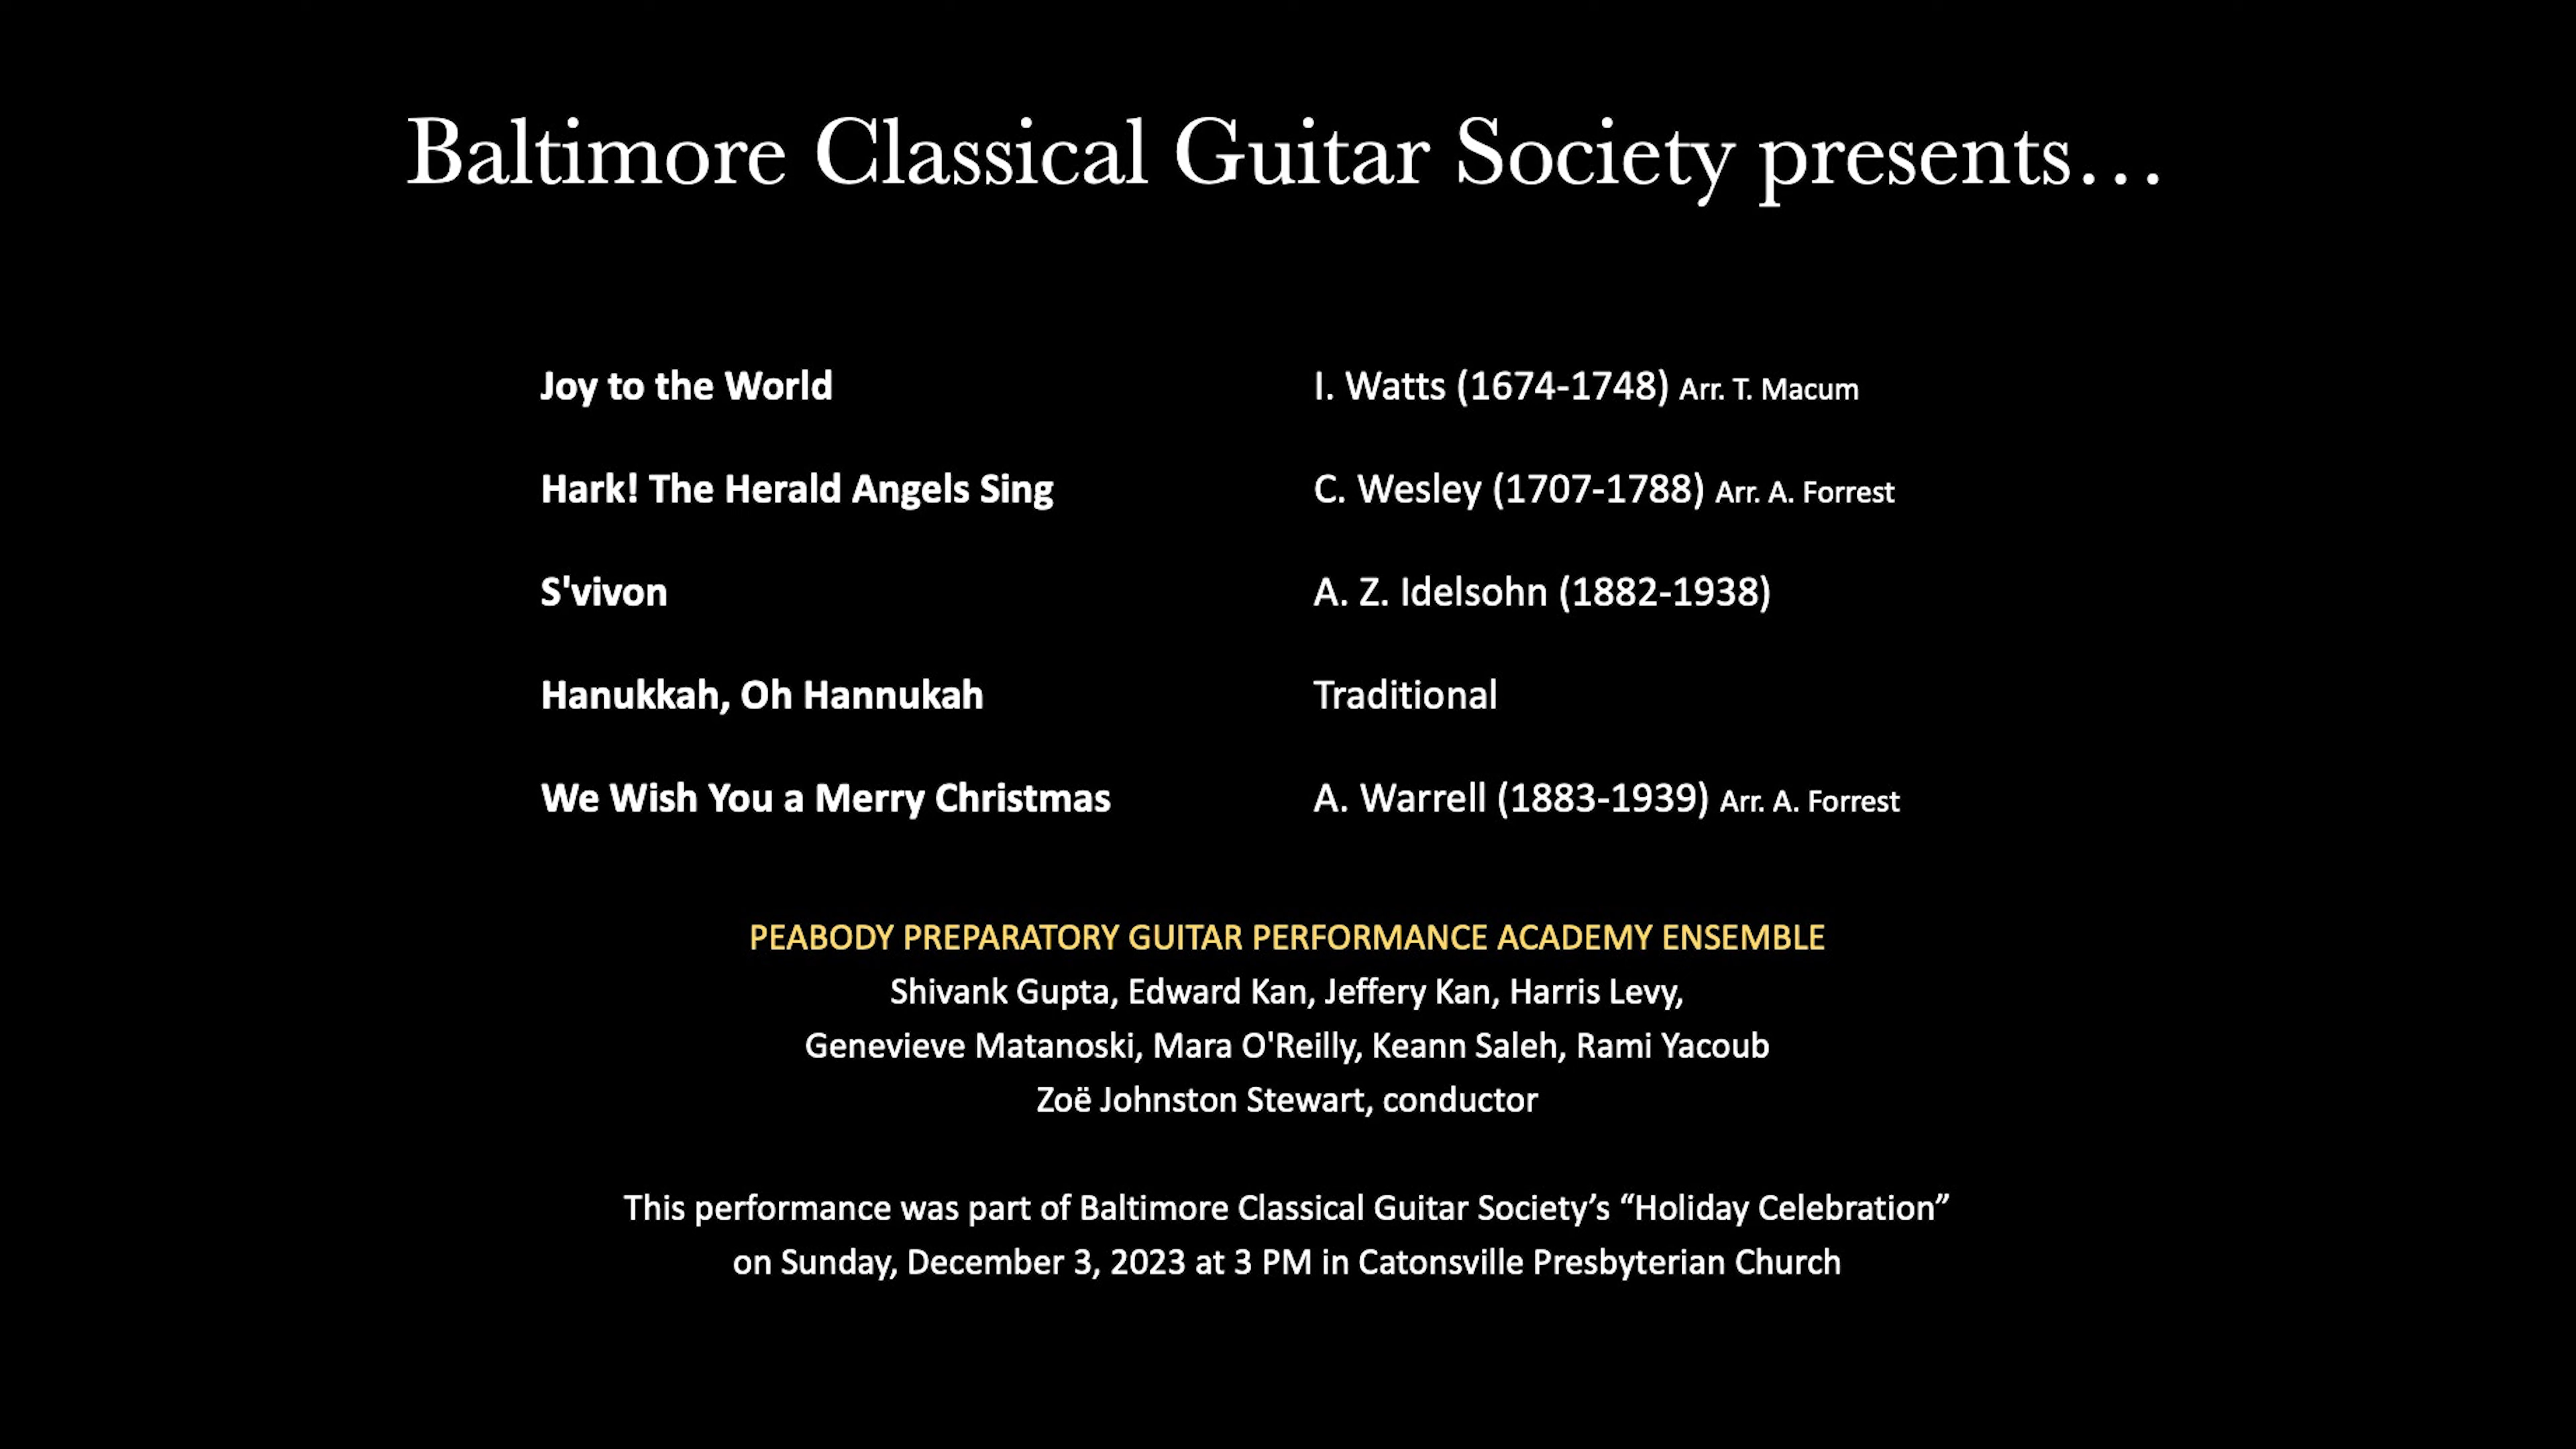 Baltimore Classical Guitar Society presents…
Joy to the World I. Watts (1674-1748) Arr. T. Macum
Hark! The Herald Angels Sing C. Wesley (1707-1788) Arr. A. Forrest
S'vivon A. Z. Idelsohn (1882-1938)
Hanukkah, Oh Hannukah Traditional
We Wish You a Merry Christmas A. Warrell (1883-1939) Arr. A. Forrest
PEABODY PREPARATORY GUITAR PERFORMANCE ACADEMY ENSEMBLE
Shivank Gupta, Edward Kan, Jeffery Kan, Harris Levy,
Genevieve Matanoski, Mara O'Reilly, Keann Saleh, Rami Yacoub
Zoë Johnston Stewart, conductor
This performance was part of Baltimore Classical Guitar Society’s “Holiday Celebration”
on Sunday, December 3, 2023 at 3 PM in Catonsville Presbyterian Church